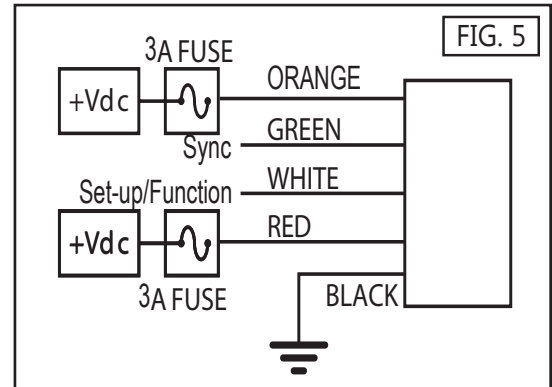 FIG. 5
3A FUSE
+Vdc
ORANGE
GREEN
Sync
WHITE
Set-up/Function
RED
+Vdc
3A FUSE
BLACK